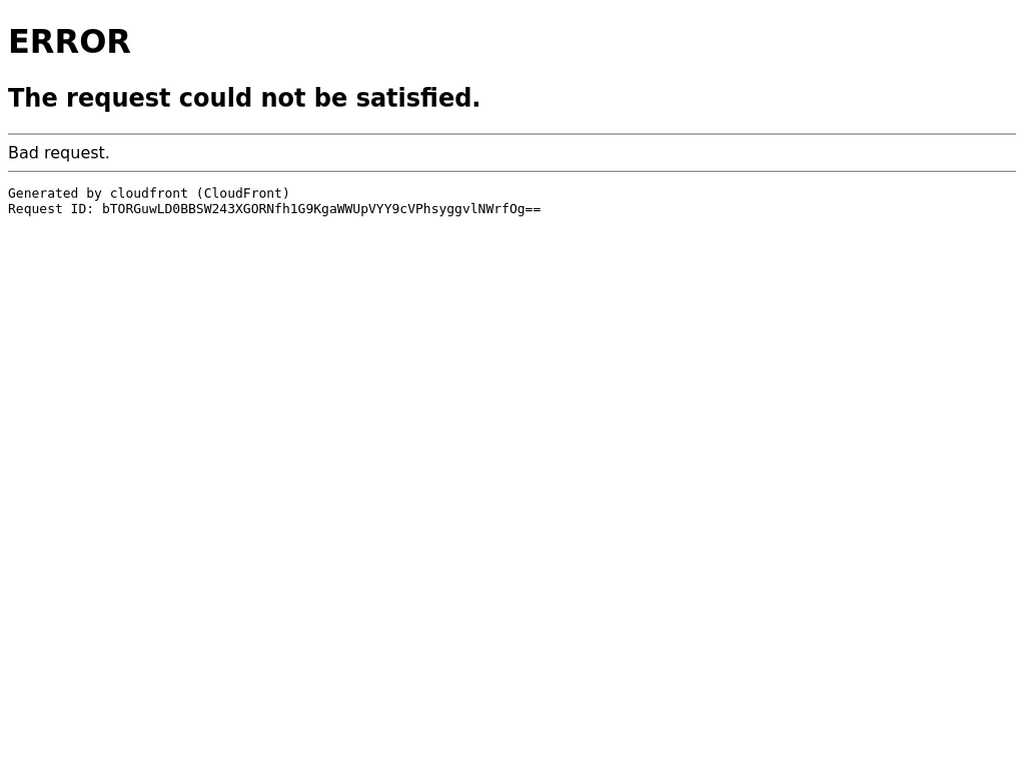 ERROR
The request could not be satisfied.
Bad request.
Generated by cloudfront (CloudFront)
Request ID: bTORGuwLD0BBSW243XGORNfh1G9KgaWWUpVYY9cVPhsyggvlNWrfOg==